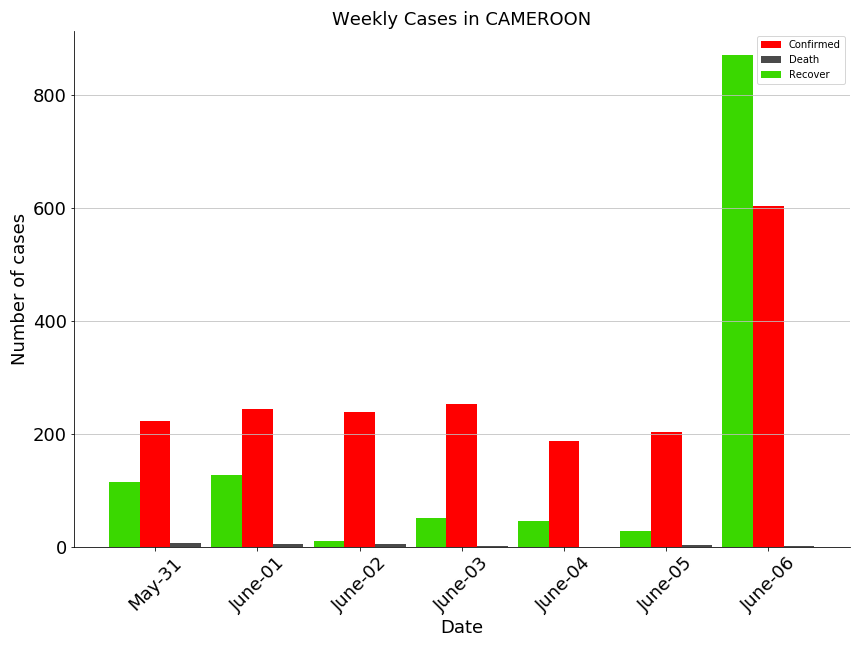 Weekly Cases in CAMEROON
Confirmed
Death
Recover
Number of cases
800
600
400
200
0
May-31
June-01
June-02
June-03
June-04
June-05
June-06
Date